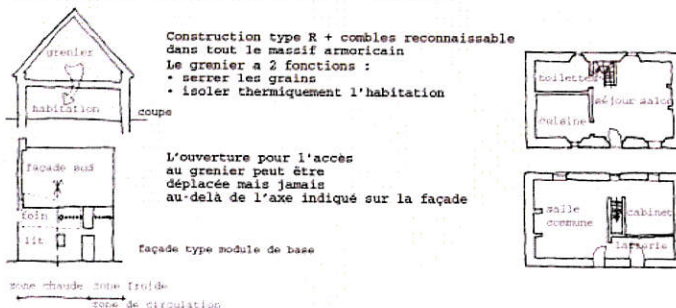 grenier
habitation
coupe
Construction type R + combles reconnaissable
dans tout le massif armoricain
Le grenier a 2 fonctions :
• serrer les grains
• isoler thermiquement l'habitation
toilettes
séjour salon
cuisine
façade sud
foin
lit
L'ouverture pour l'accès
au grenier peut être
déplacée mais jamais
au-delà de l'axe indiqué sur la façade
façade type module de base
salle
commune
cabinet
laiterie
zone chaude zone froide
zone de circulation